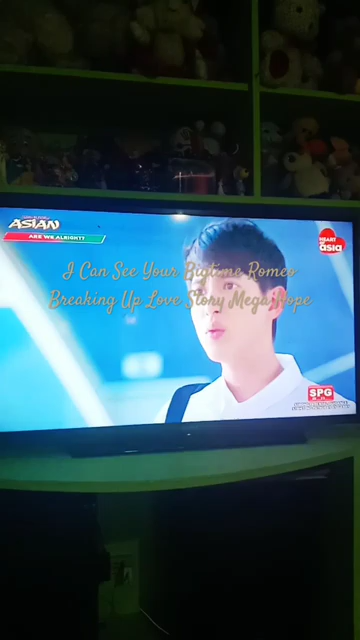 ASIAN
ARE WE ALRIGHT?
HEART
of
asia
I Can See Your Bigtime Romeo
Breaking Up Love Story Mega Hope
SPG